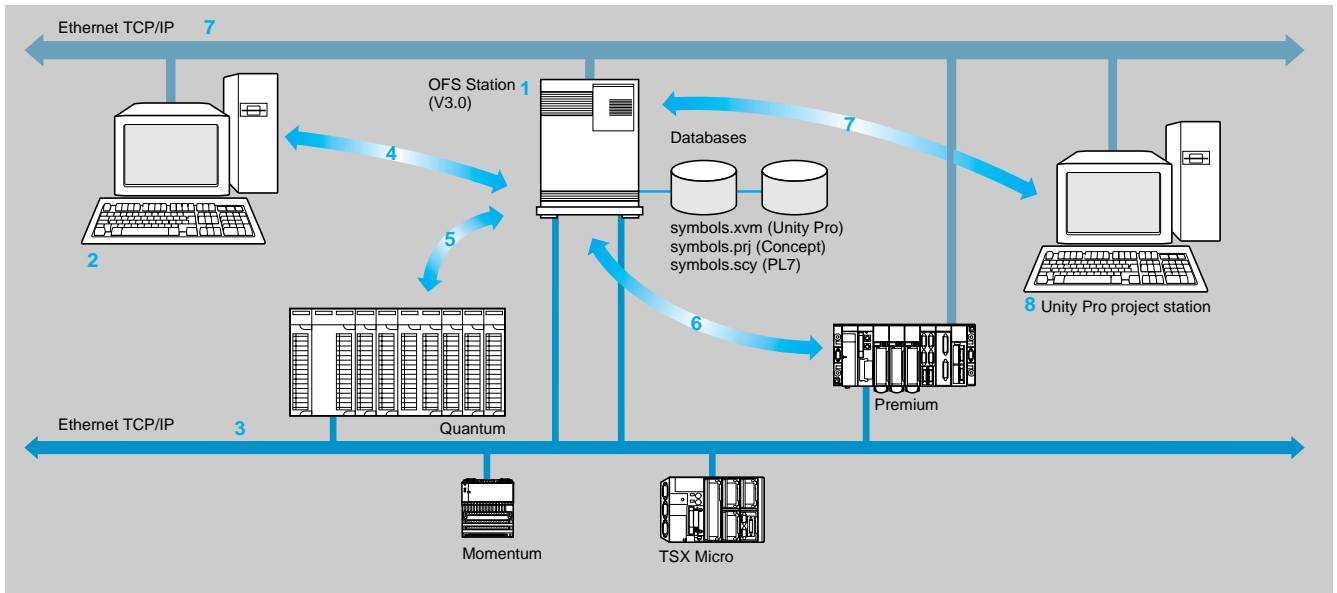 Ethernet TCP/IP 7
OFS Station 1
(V3.0)
7
Databases
4
symbols.xvm (Unity Pro)
symbols.prj (Concept)
symbols.scy (PL7)
5
2
8 Unity Pro project station
6
Premium
Ethernet TCP/IP 3
Quantum
Momentum
TSX Micro